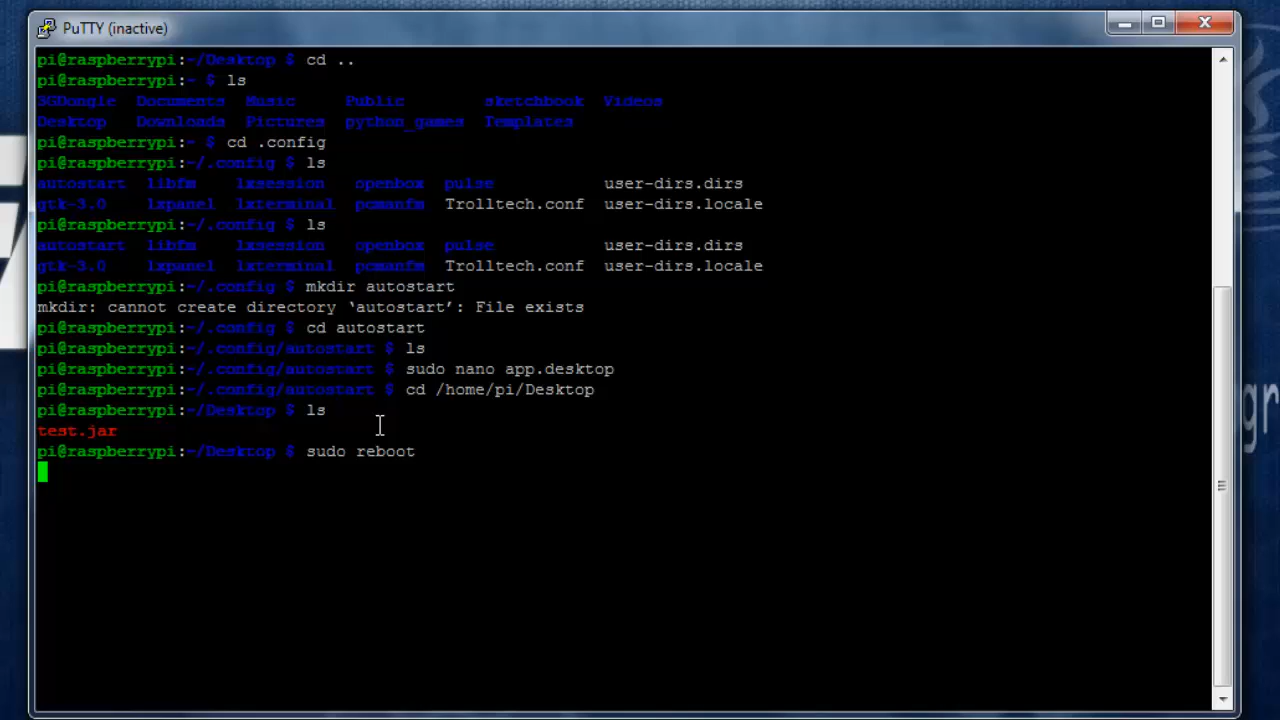 PuTTY (inactive)
pi@raspberrypi:~/Desktop $ cd ..
pi@raspberrypi:~ $ ls
3GDongle Documents Music Public sketchbook Videos
Desktop Downloads Pictures python_games Templates
pi@raspberrypi:~ $ cd .config
pi@raspberrypi:~/.config $ ls
autostart libfm lxsession openbox pulse user-dirs.dirs
gtk-3.0 lxpanel lxterminal pcmanfm Trolltech.conf user-dirs.locale
pi@raspberrypi:~/.config $ ls
autostart libfm lxsession openbox pulse user-dirs.dirs
gtk-3.0 lxpanel lxterminal pcmanfm Trolltech.conf user-dirs.locale
pi@raspberrypi:~/.config $ mkdir autostart
mkdir: cannot create directory ‘autostart’: File exists
pi@raspberrypi:~/.config $ cd autostart
pi@raspberrypi:~/.config/autostart $ ls
pi@raspberrypi:~/.config/autostart $ sudo nano app.desktop
pi@raspberrypi:~/.config/autostart $ cd /home/pi/Desktop
pi@raspberrypi:~/Desktop $ ls
test.jar
pi@raspberrypi:~/Desktop $ sudo reboot